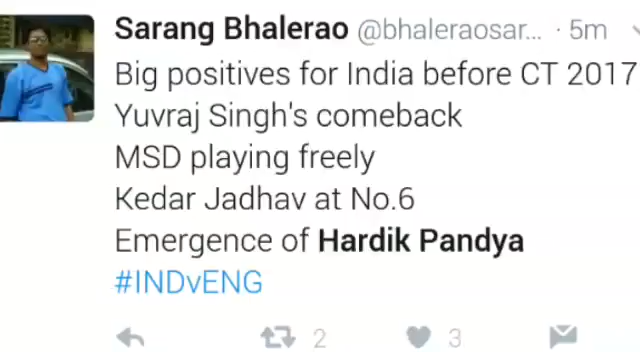 Sarang Bhalerao @bhaleraosar... · 5m
Big positives for India before CT 2017
Yuvraj Singh's comeback
MSD playing freely
Kedar Jadhav at No.6
Emergence of Hardik Pandya
#INDvENG
2 3